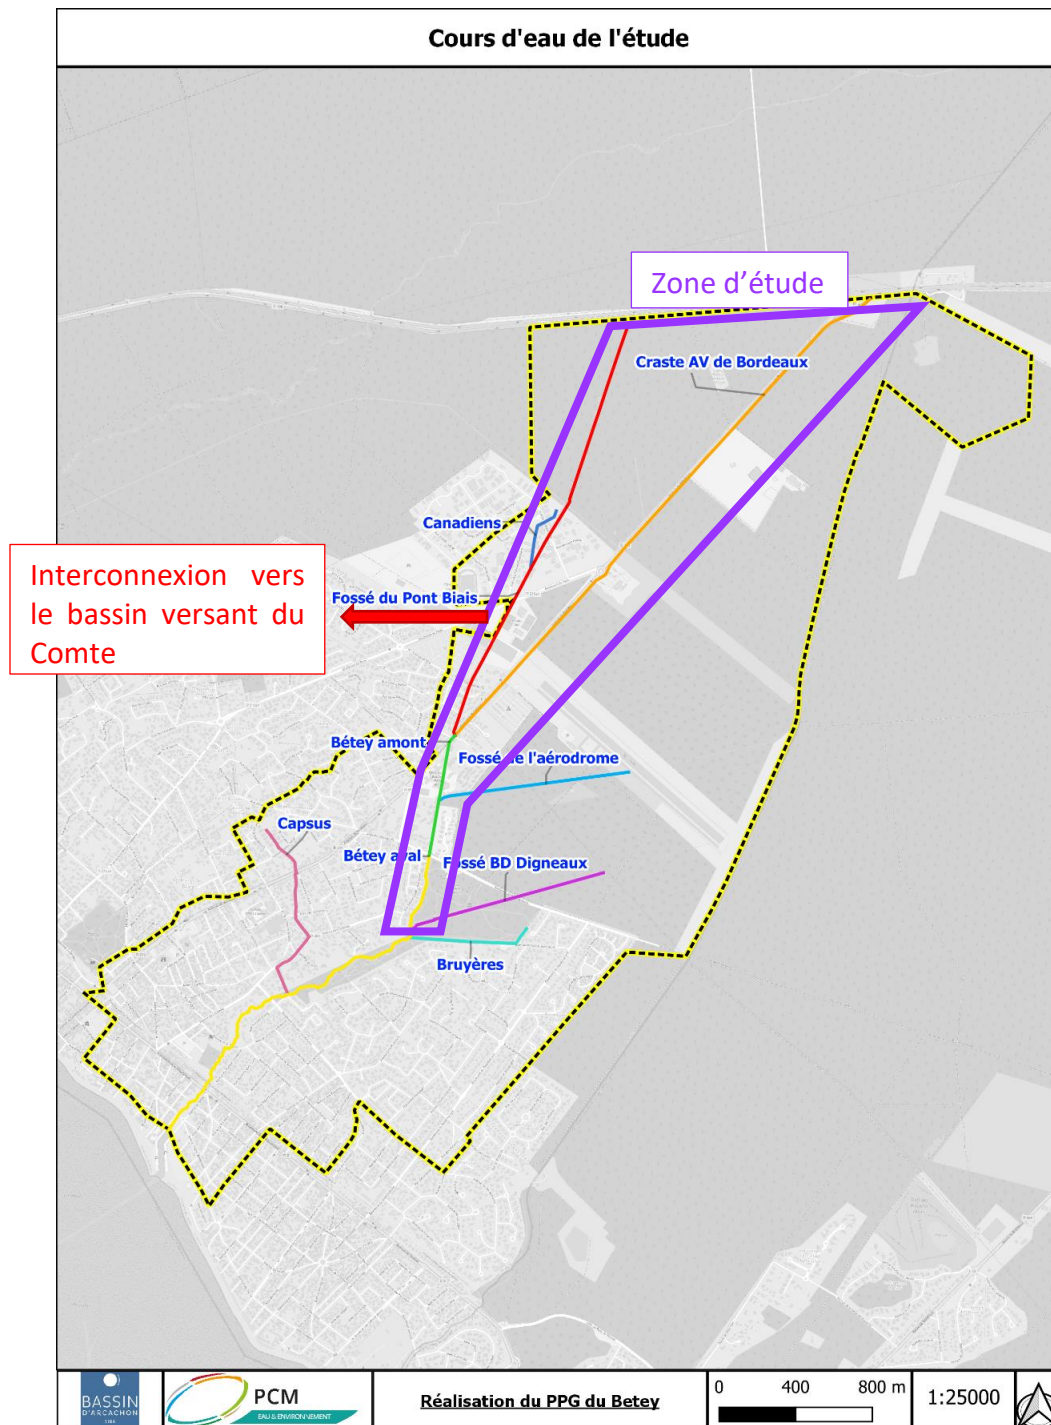 Cours d'eau de l'étude
Zone d'étude
Craste AV de Bordeaux
Canadiens
Interconnexion vers
le bassin versant du
Comte
Fossé du Pont Biais
Bétey amont
Fossé de l'aérodrome
Capsus
Bétey aval
Fossé BD Digneaux
Bruyères
BASSIN
D'ARCACHON
PCM
EAU & ENVIRONNEMENT
Réalisation du PPG du Betey
0 400 800 m
1:25000